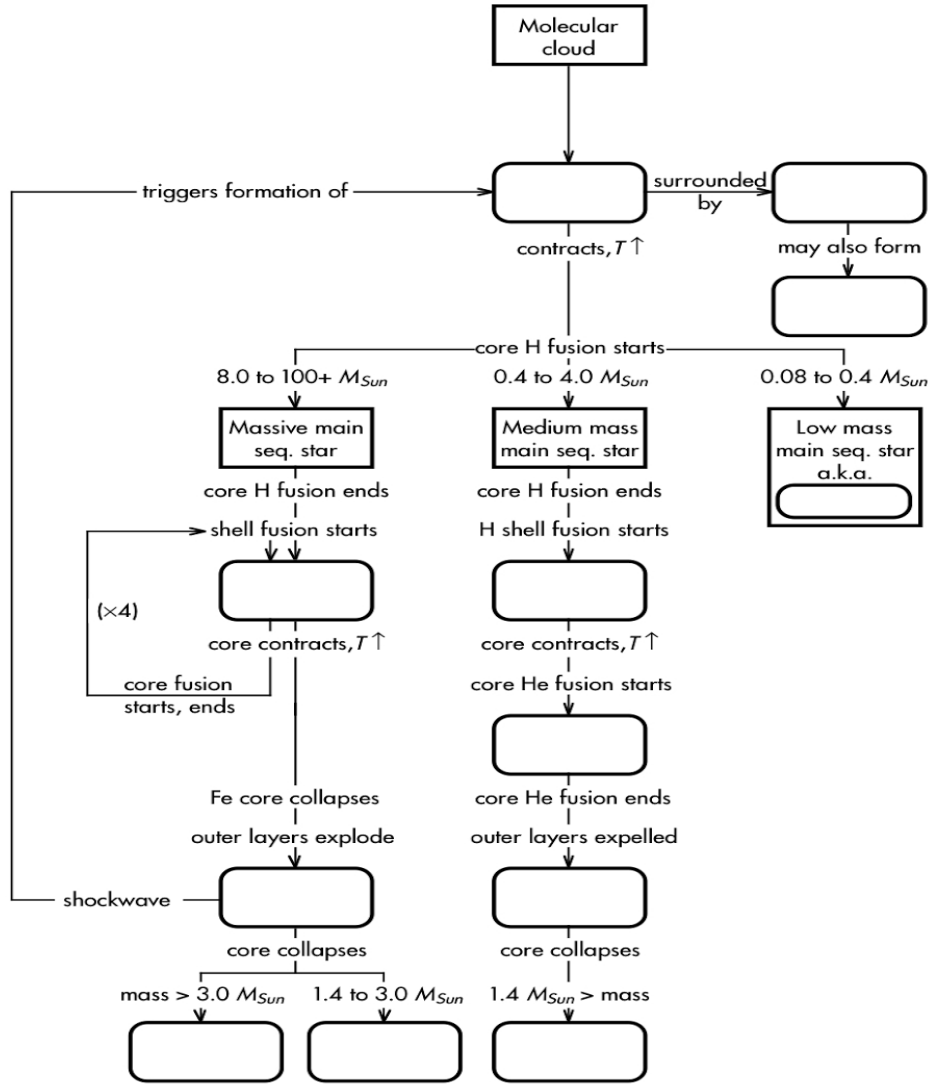 Molecular
cloud
triggers formation of
surrounded
by
contracts, T ↑
may also form
core H fusion starts
8.0 to 100+ M_Sun
0.4 to 4.0 M_Sun
0.08 to 0.4 M_Sun
Massive main
seq. star
Medium mass
main seq. star
Low mass
main seq. star
a.k.a.
core H fusion ends
core H fusion ends
shell fusion starts
H shell fusion starts
(×4)
core contracts, T ↑
core contracts, T ↑
core fusion
starts, ends
core He fusion starts
Fe core collapses
core He fusion ends
outer layers explode
outer layers expelled
shockwave
core collapses
core collapses
mass > 3.0 M_Sun
1.4 to 3.0 M_Sun
1.4 M_Sun > mass